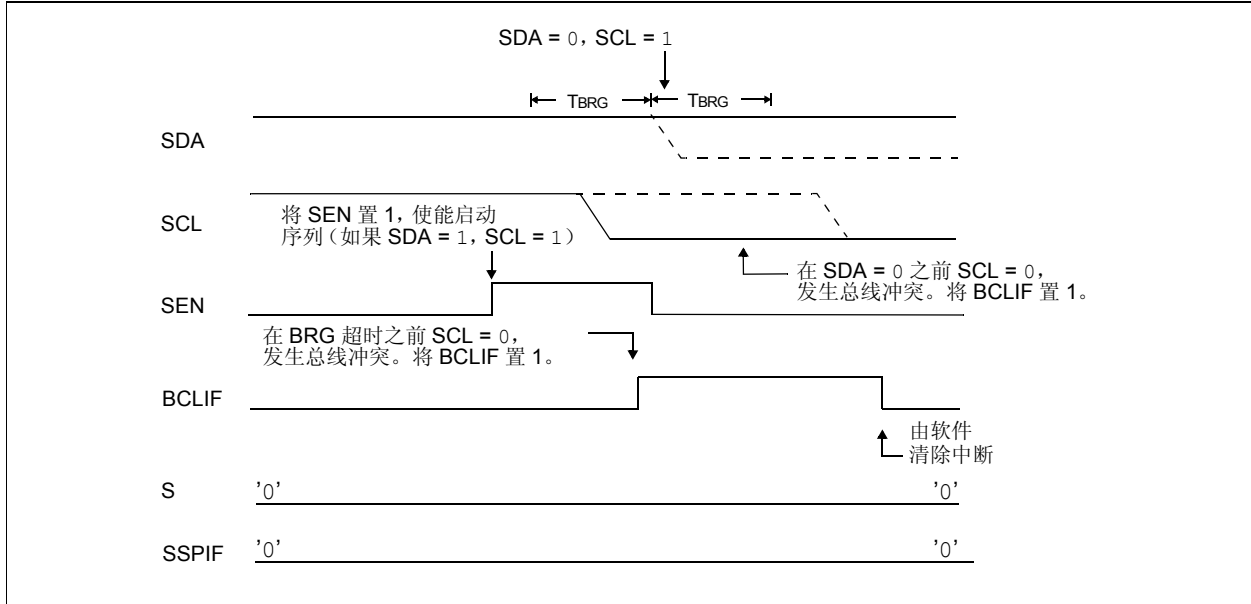 SDA = 0, SCL = 1
TBRG TBRG
SDA
SCL
将 SEN 置 1, 使能启动
序列（如果 SDA = 1, SCL = 1）
在 SDA = 0 之前 SCL = 0,
发生总线冲突。将 BCLIF 置 1。
SEN
在 BRG 超时之前 SCL = 0,
发生总线冲突。将 BCLIF 置 1。
BCLIF
由软件
清除中断
S '0' '0'
SSPIF '0' '0'